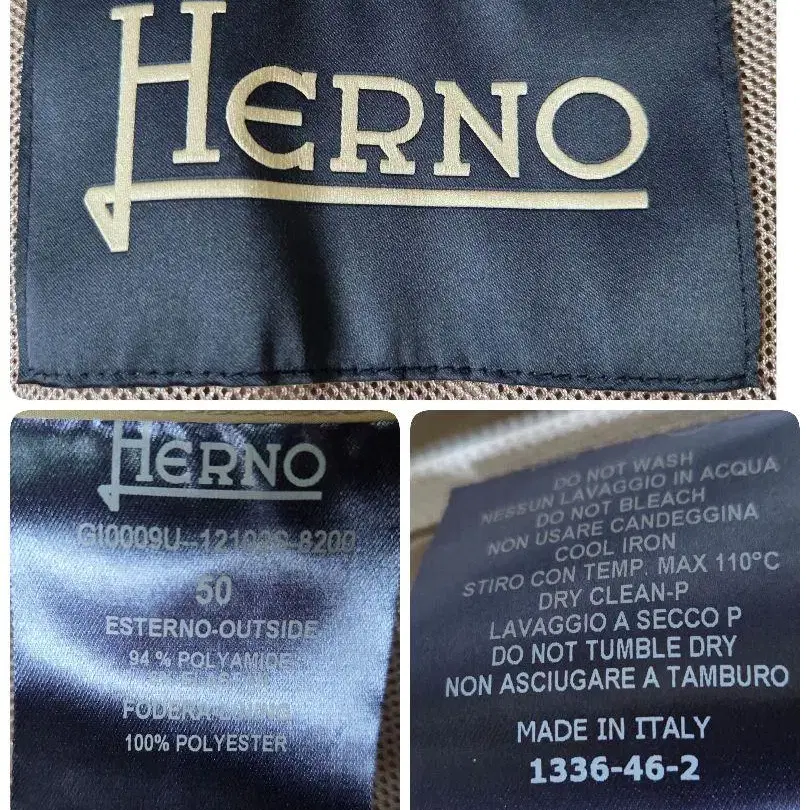 HERNO
HERNO
50
ESTERNO-OUTSIDE
94 % POLYAMIDE
100% POLYESTER
DO NOT WASH
NESSUN LAVAGGIO IN ACQUA
DO NOT BLEACH
NON USARE CANDEGGINA
COOL IRON
STIRO CON TEMP. MAX 110°C
DRY CLEAN-P
LAVAGGIO A SECCO P
DO NOT TUMBLE DRY
NON ASCIUGARE A TAMBURO
MADE IN ITALY
1336-46-2